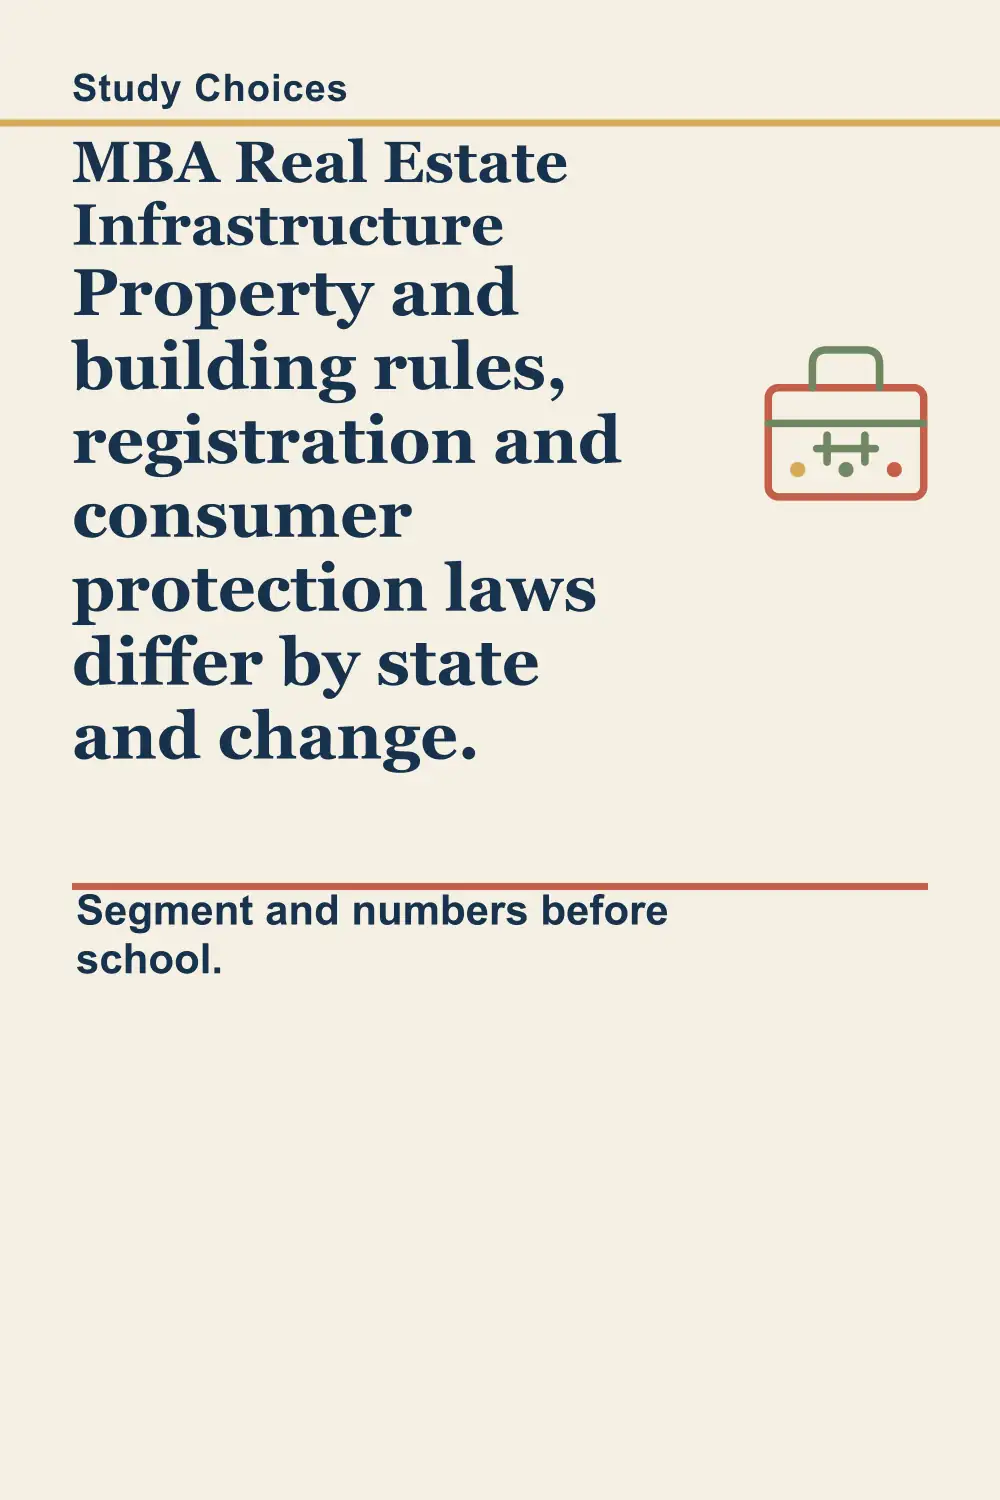 Study Choices
MBA Real Estate
Infrastructure
Property and
building rules,
registration and
consumer
protection laws
differ by state
and change.
Segment and numbers before
school.